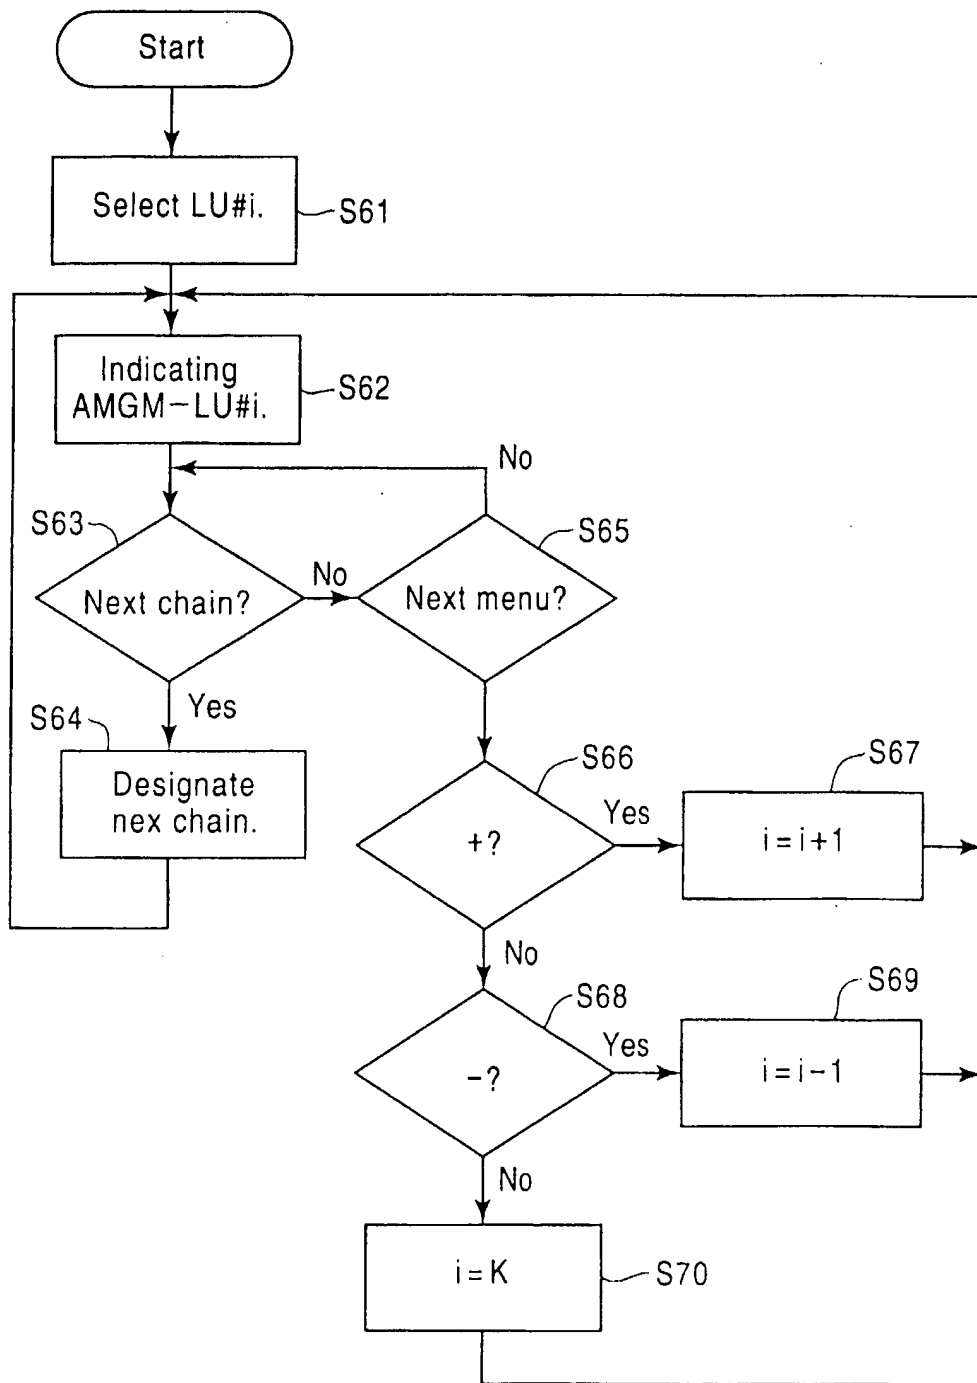 Start
Select LU#i.
S61
Indicating
AMGM-LU#i.
S62
No
S63
Next chain?
No
S65
Next menu?
Yes
S64
Designate
nex chain.
S66
+?
Yes
S67
i=i+1
No
S68
-?
Yes
S69
i=i-1
No
i=K
S70